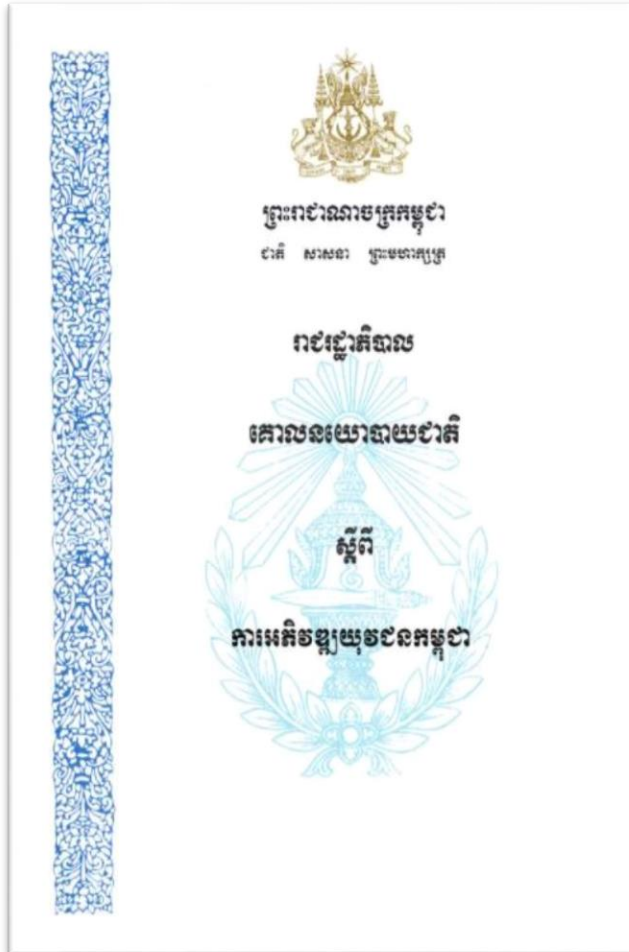 ព្រះរាជាណាចក្រកម្ពុជា
ជាតិ សាសនា ព្រះមហាក្សត្រ
រាជរដ្ឋាភិបាល
គោលនយោបាយជាតិ
ស្តីពី
ការអភិវឌ្ឍយុវជនកម្ពុជា